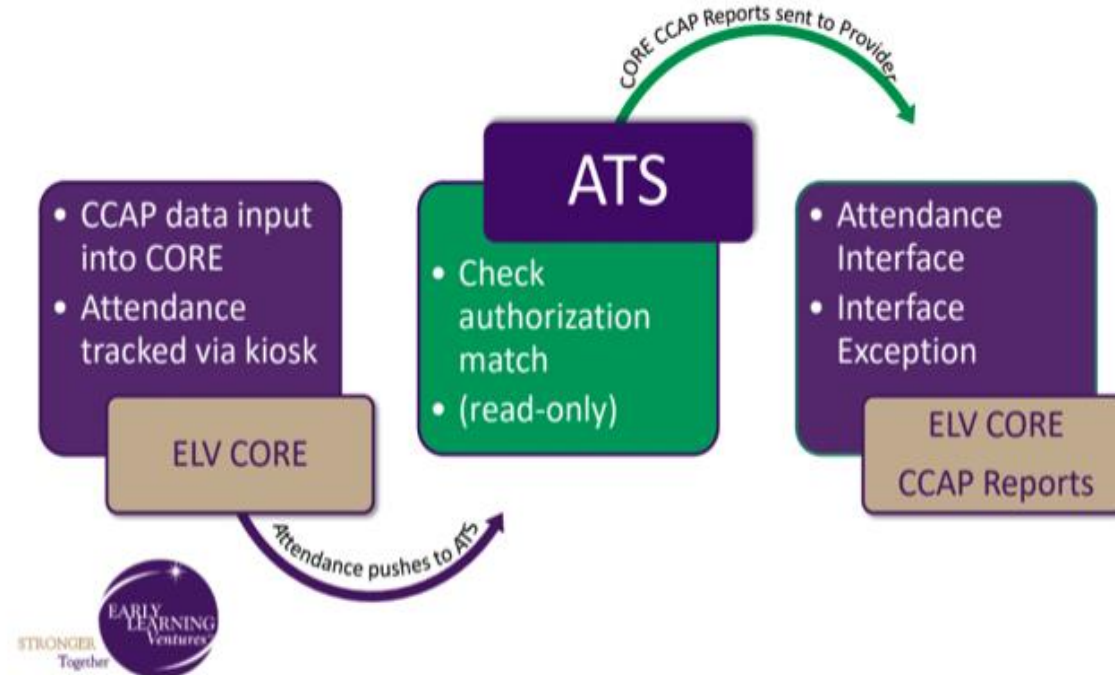 CORE CCAP Reports sent to Provider
ATS
• CCAP data input
into CORE
• Attendance
tracked via kiosk
ELV CORE
• Check
authorization
match
• (read-only)
• Attendance
Interface
• Interface
Exception
ELV CORE
CCAP Reports
Attendance pushes to ATS
EARLY
LEARNING
Ventures
STRONGER
Together